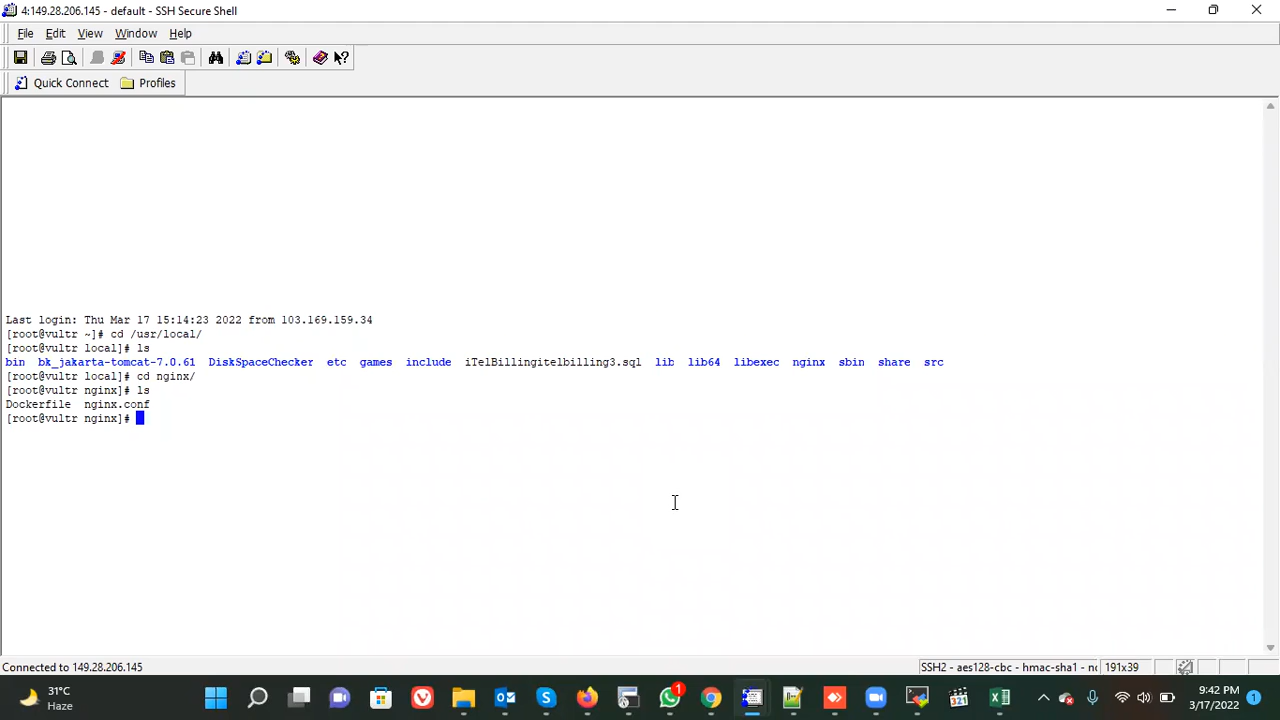 4:149.28.206.145 - default - SSH Secure Shell
File Edit View Window Help
Quick Connect Profiles
Last login: Thu Mar 17 15:14:23 2022 from 103.169.159.34
[root@vultr ~]# cd /usr/local/
[root@vultr local]# ls
bin bk_jakarta-tomcat-7.0.61 DiskSpaceChecker etc games include iTelBillingitelbilling3.sql lib lib64 libexec nginx sbin share src
[root@vultr local]# cd nginx/
[root@vultr nginx]# ls
Dockerfile nginx.conf
[root@vultr nginx]#
Connected to 149.28.206.145
SSH2 - aes128-cbc - hmac-sha1 - nc 191x39
31°C
Haze
1
321
9:42 PM
3/17/2022
1